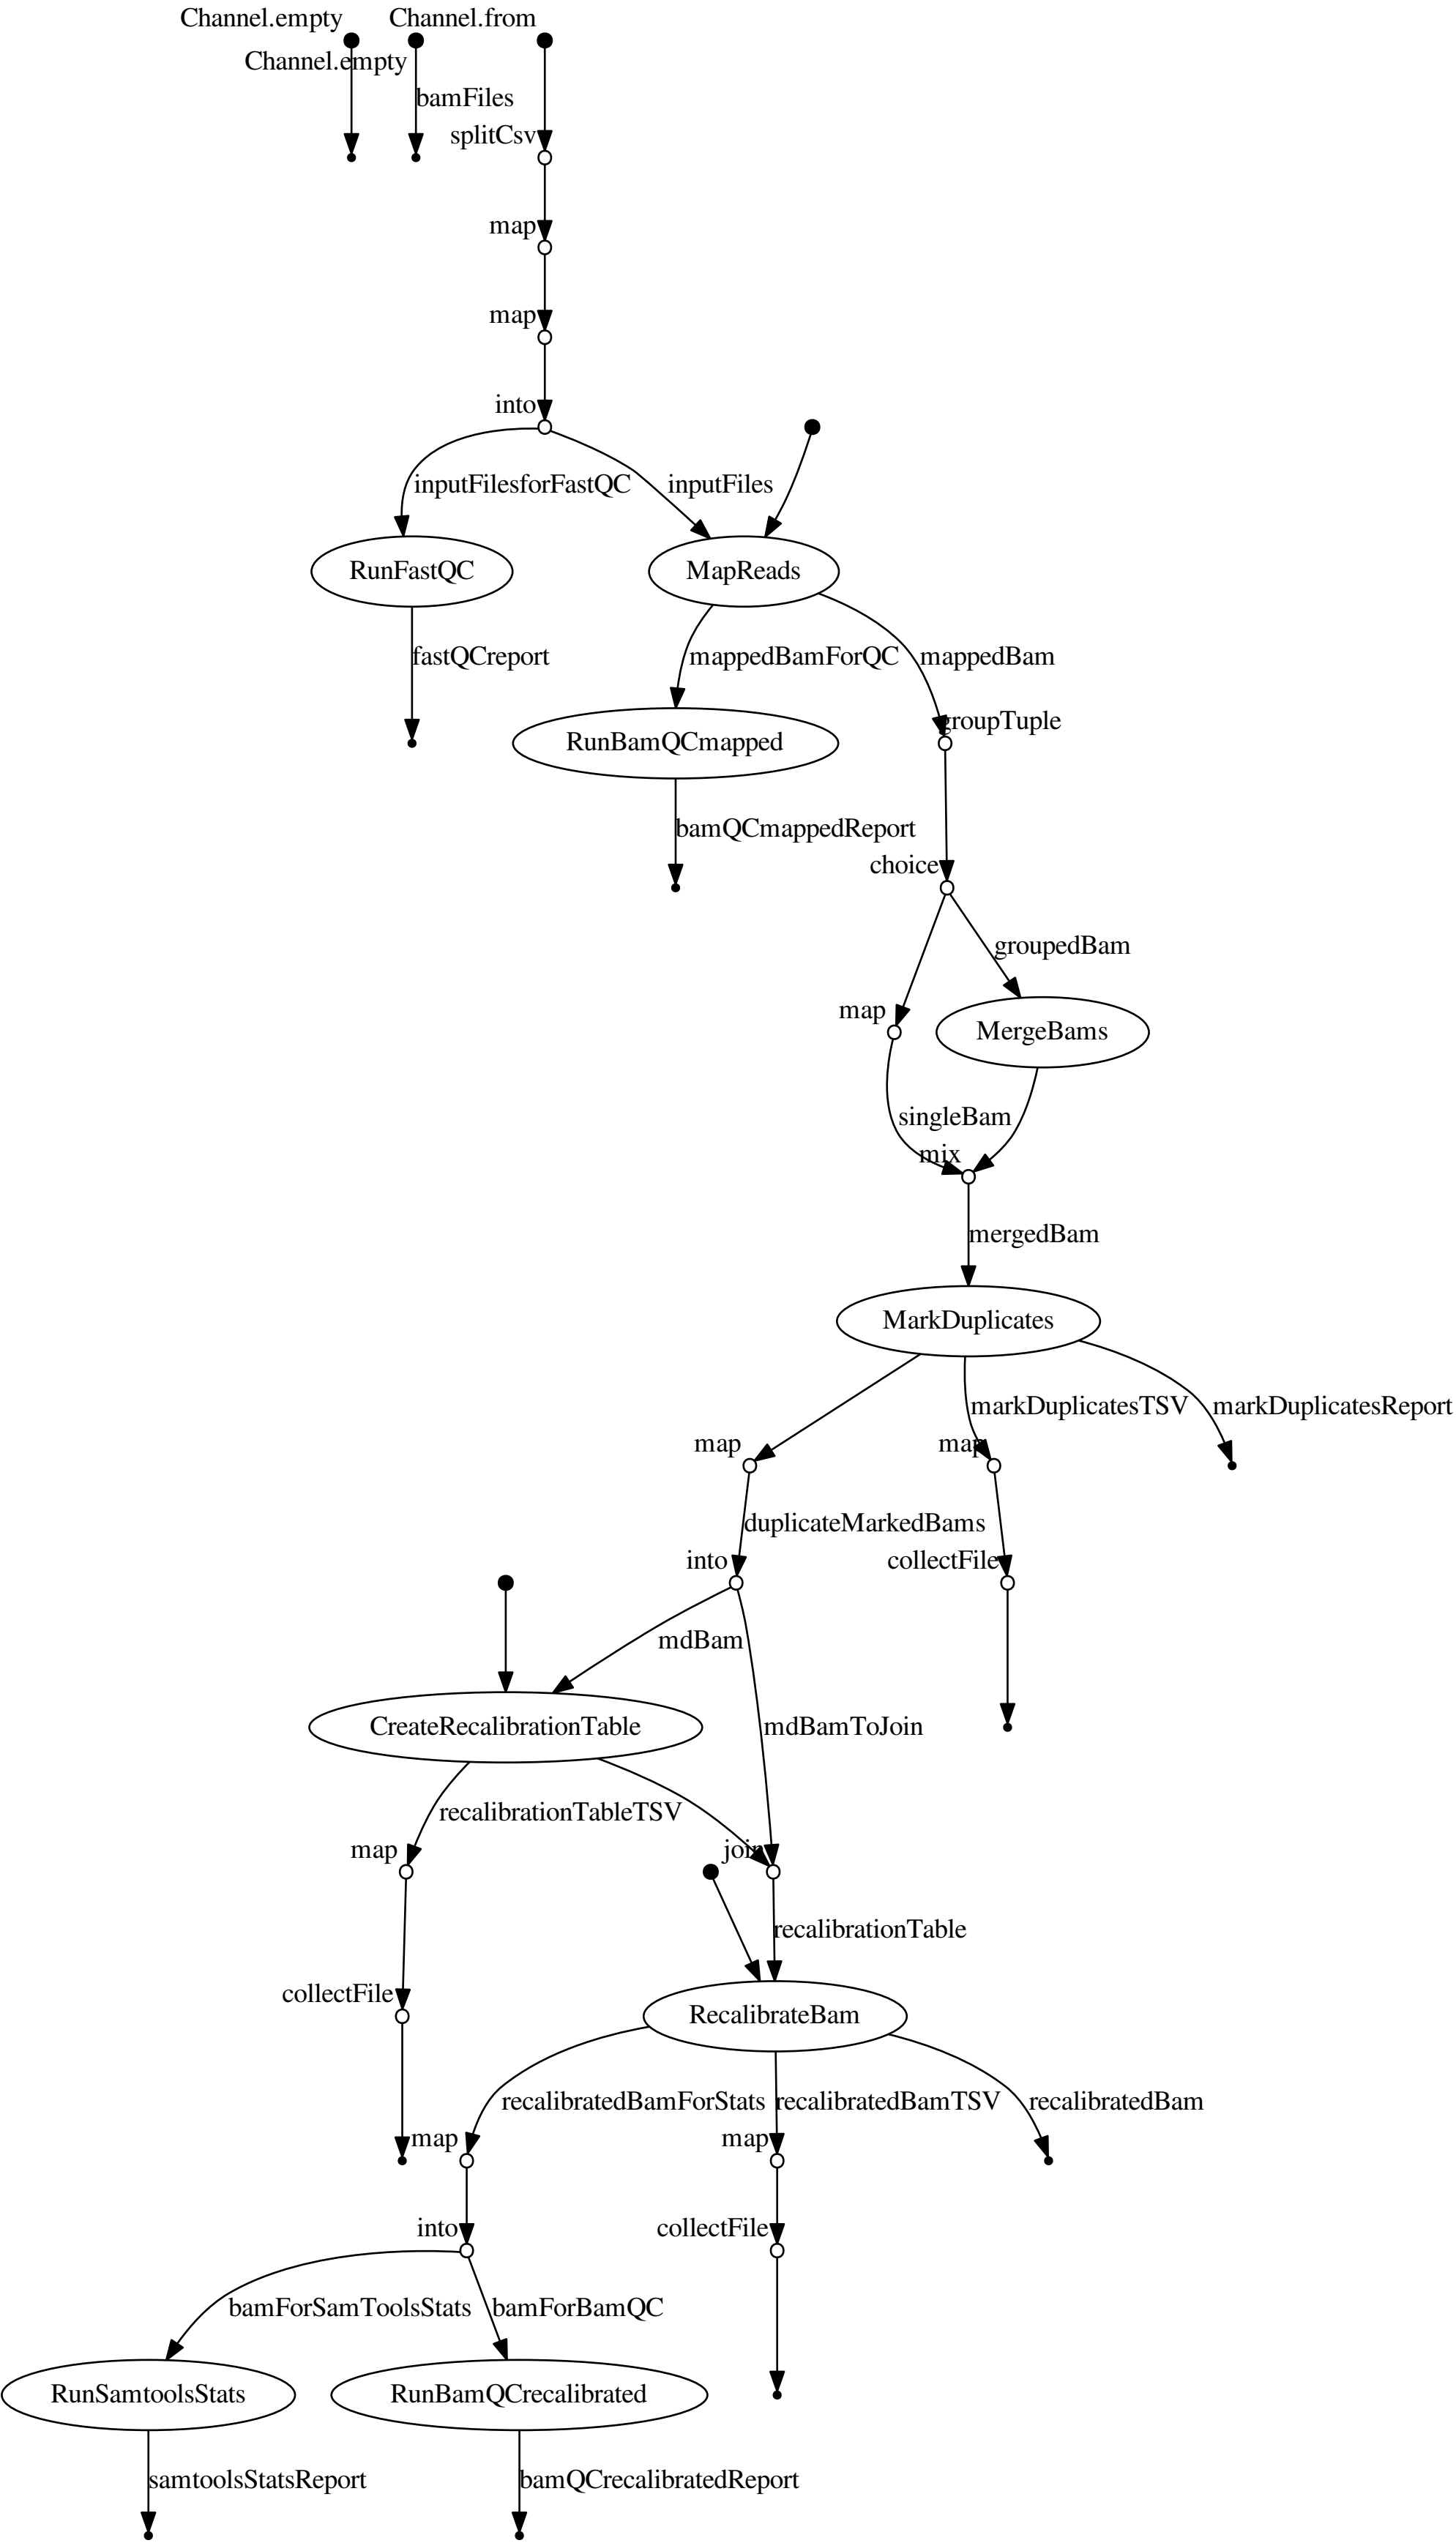 Channel.empty
Channel.from
Channel.empty
bamFiles
splitCsv
map
map
into
inputFilesforFastQC
inputFiles
RunFastQC
MapReads
fastQCreport
mappedBamForQC
mappedBam
groupTuple
RunBamQCmapped
bamQCmappedReport
choice
groupedBam
map
MergeBams
singleBam
mix
mergedBam
MarkDuplicates
markDuplicatesTSV
markDuplicatesReport
map
map
duplicateMarkedBams
into
collectFile
mdBam
CreateRecalibrationTable
mdBamToJoin
recalibrationTableTSV
map
join
recalibrationTable
collectFile
RecalibrateBam
recalibratedBamForStats
recalibratedBamTSV
recalibratedBam
map
map
into
collectFile
bamForSamToolsStats
bamForBamQC
RunSamtoolsStats
RunBamQCrecalibrated
samtoolsStatsReport
bamQCrecalibratedReport